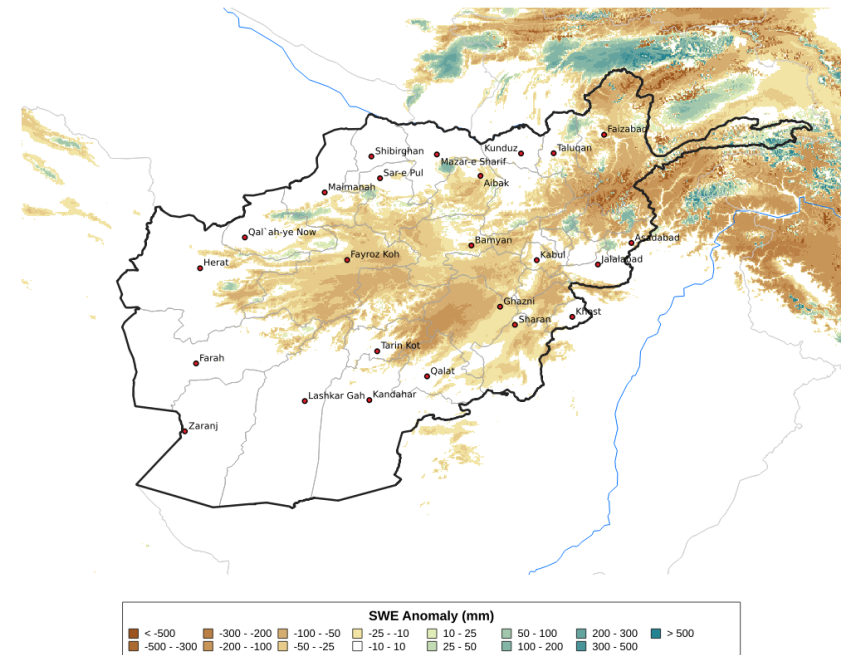 Faizabad
Shibirghan
Kunduz
Taluqan
Mazar-e Sharif
Sar-e Pul
Aibak
Maimanah
Qal`ah-ye Now
Bamyan
Asadabad
Herat
Fayroz Koh
Kabul
Jalalabad
Ghazni
Khost
Sharan
Tarin Kot
Farah
Qalat
Lashkar Gah
Kandahar
Zaranj
SWE Anomaly (mm)
< -500 -300 - -200 -100 - -50 -25 - -10 10 - 25 50 - 100 200 - 300 > 500
-500 - -300 -200 - -100 -50 - -25 -10 - 10 25 - 50 100 - 200 300 - 500